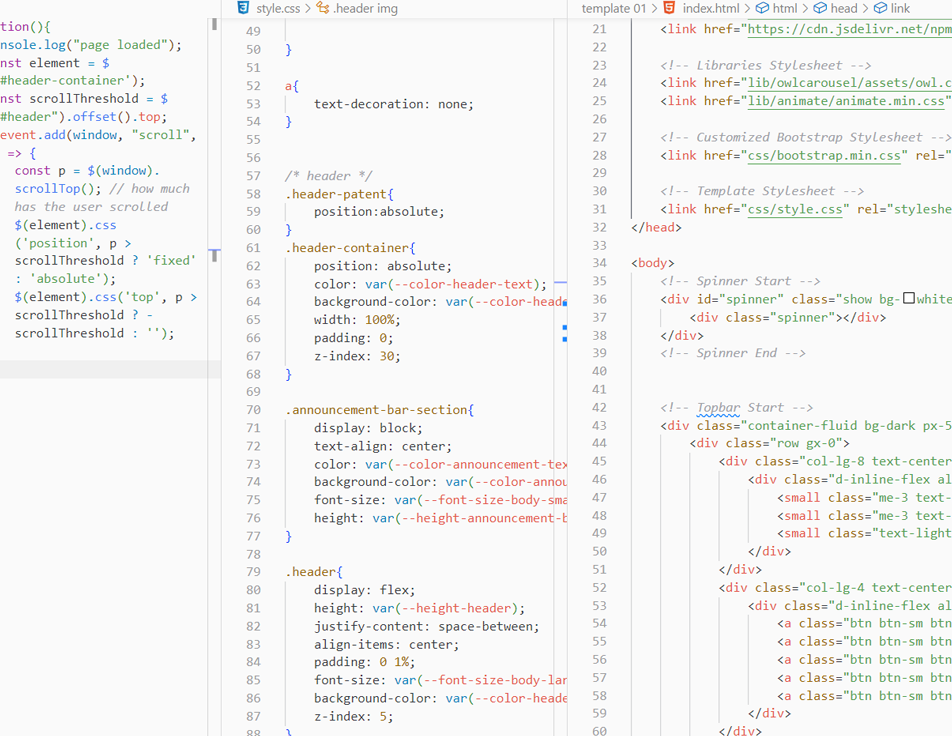 tion(){
nsole.log("page loaded");
nst element = $
#header-container');
nst scrollThreshold = $
#header").offset().top;
event.add(window, "scroll",
=> {
const p = $(window).
scrollTop(); // how much
has the user scrolled
$(element).css
('position', p >
scrollThreshold ? 'fixed'
: 'absolute');
$(element).css('top', p >
scrollThreshold ? -
scrollThreshold : '');
style.css > .header img
49
50 }
51
52 a{
53 text-decoration: none;
54 }
55
56
57 /* header */
58 .header-patent{
59 position:absolute;
60 }
61 .header-container{
62 position: absolute;
63 color: var(--color-header-text);
64 background-color: var(--color-heade
65 width: 100%;
66 padding: 0;
67 z-index: 30;
68 }
69
70 .announcement-bar-section{
71 display: block;
72 text-align: center;
73 color: var(--color-announcement-tex
74 background-color: var(--color-annou
75 font-size: var(--font-size-body-sma
76 height: var(--height-announcement-b
77 }
78
79 .header{
80 display: flex;
81 height: var(--height-header);
82 justify-content: space-between;
83 align-items: center;
84 padding: 0 1%;
85 font-size: var(--font-size-body-lar
86 background-color: var(--color-heade
87 z-index: 5;
88 }
template 01 > index.html > html > head > link
21 <link href="https://cdn.jsdelivr.net/npm
22
23 <!-- Libraries Stylesheet -->
24 <link href="lib/owlcarousel/assets/owl.c
25 <link href="lib/animate/animate.min.css"
26
27 <!-- Customized Bootstrap Stylesheet -->
28 <link href="css/bootstrap.min.css" rel="
29
30 <!-- Template Stylesheet -->
31 <link href="css/style.css" rel="styleshe
32 </head>
33
34 <body>
35 <!-- Spinner Start -->
36 <div id="spinner" class="show bg-white
37 <div class="spinner"></div>
38 </div>
39 <!-- Spinner End -->
40
41
42 <!-- Topbar Start -->
43 <div class="container-fluid bg-dark px-5
44 <div class="row gx-0">
45 <div class="col-lg-8 text-center
46 <div class="d-inline-flex al
47 <small class="me-3 text-
48 <small class="me-3 text-
49 <small class="text-light
50 </div>
51 </div>
52 <div class="col-lg-4 text-center
53 <div class="d-inline-flex al
54 <a class="btn btn-sm btn
55 <a class="btn btn-sm btn
56 <a class="btn btn-sm btn
57 <a class="btn btn-sm btn
58 <a class="btn btn-sm btn
59 </div>
60 </div>